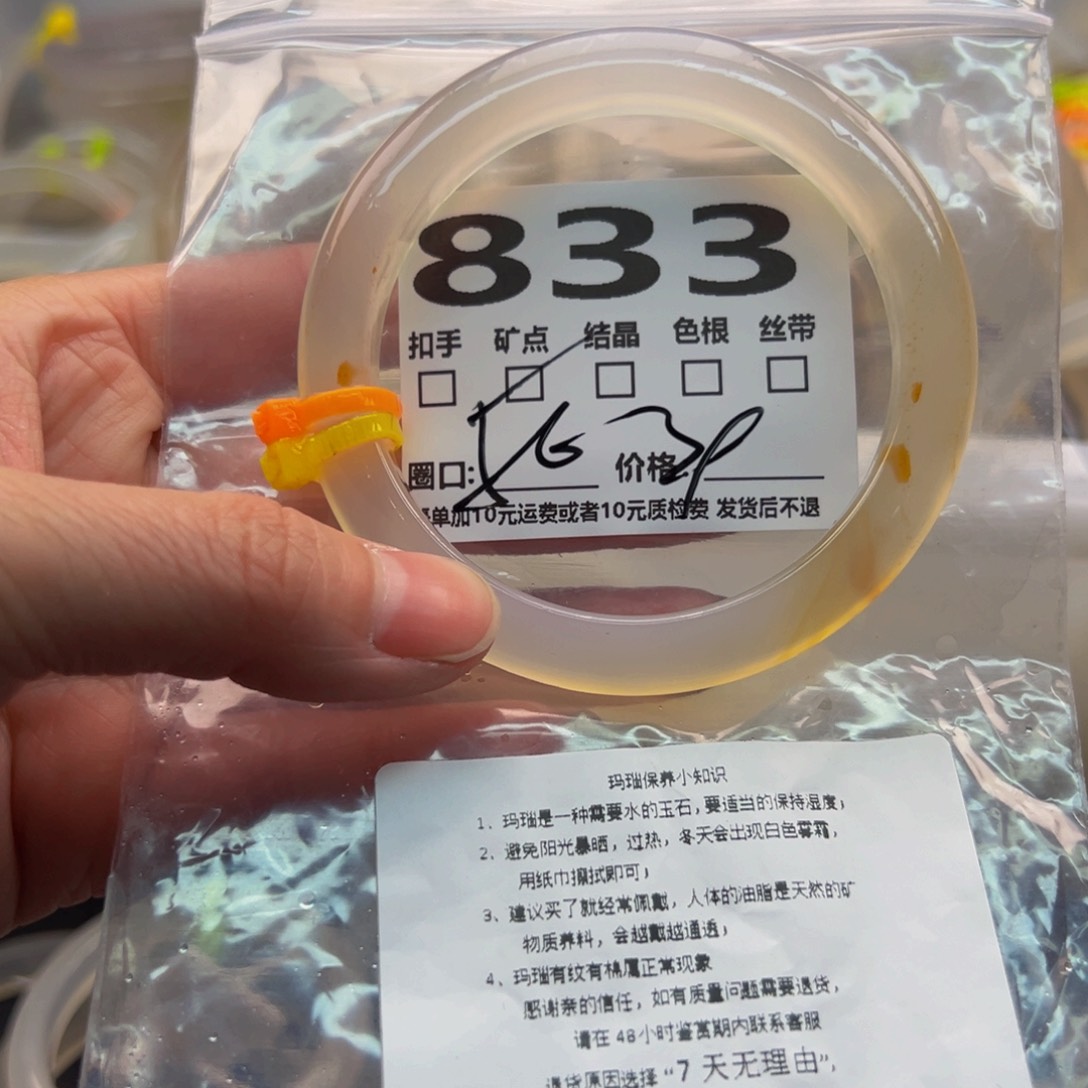 833
扣手 矿点 结晶 色根 丝带
圈口: 56 价格
单加10元运费或者10元质检费 发货后不退
玛瑙保养小知识
1、玛瑙是一种需要水的玉石,要适当的保持湿度;
2、避免阳光暴晒,过热,冬天会出现白色雾霜,
用纸巾擦拭即可;
3、建议买了就经常佩戴,人体的油脂是天然的矿
物质养料,会越戴越通透;
4、玛瑙有纹有棉属正常现象
感谢亲的信任,如有质量问题需要退货,
请在48小时鉴赏期内联系客服
退货原因选择“7天无理由”,